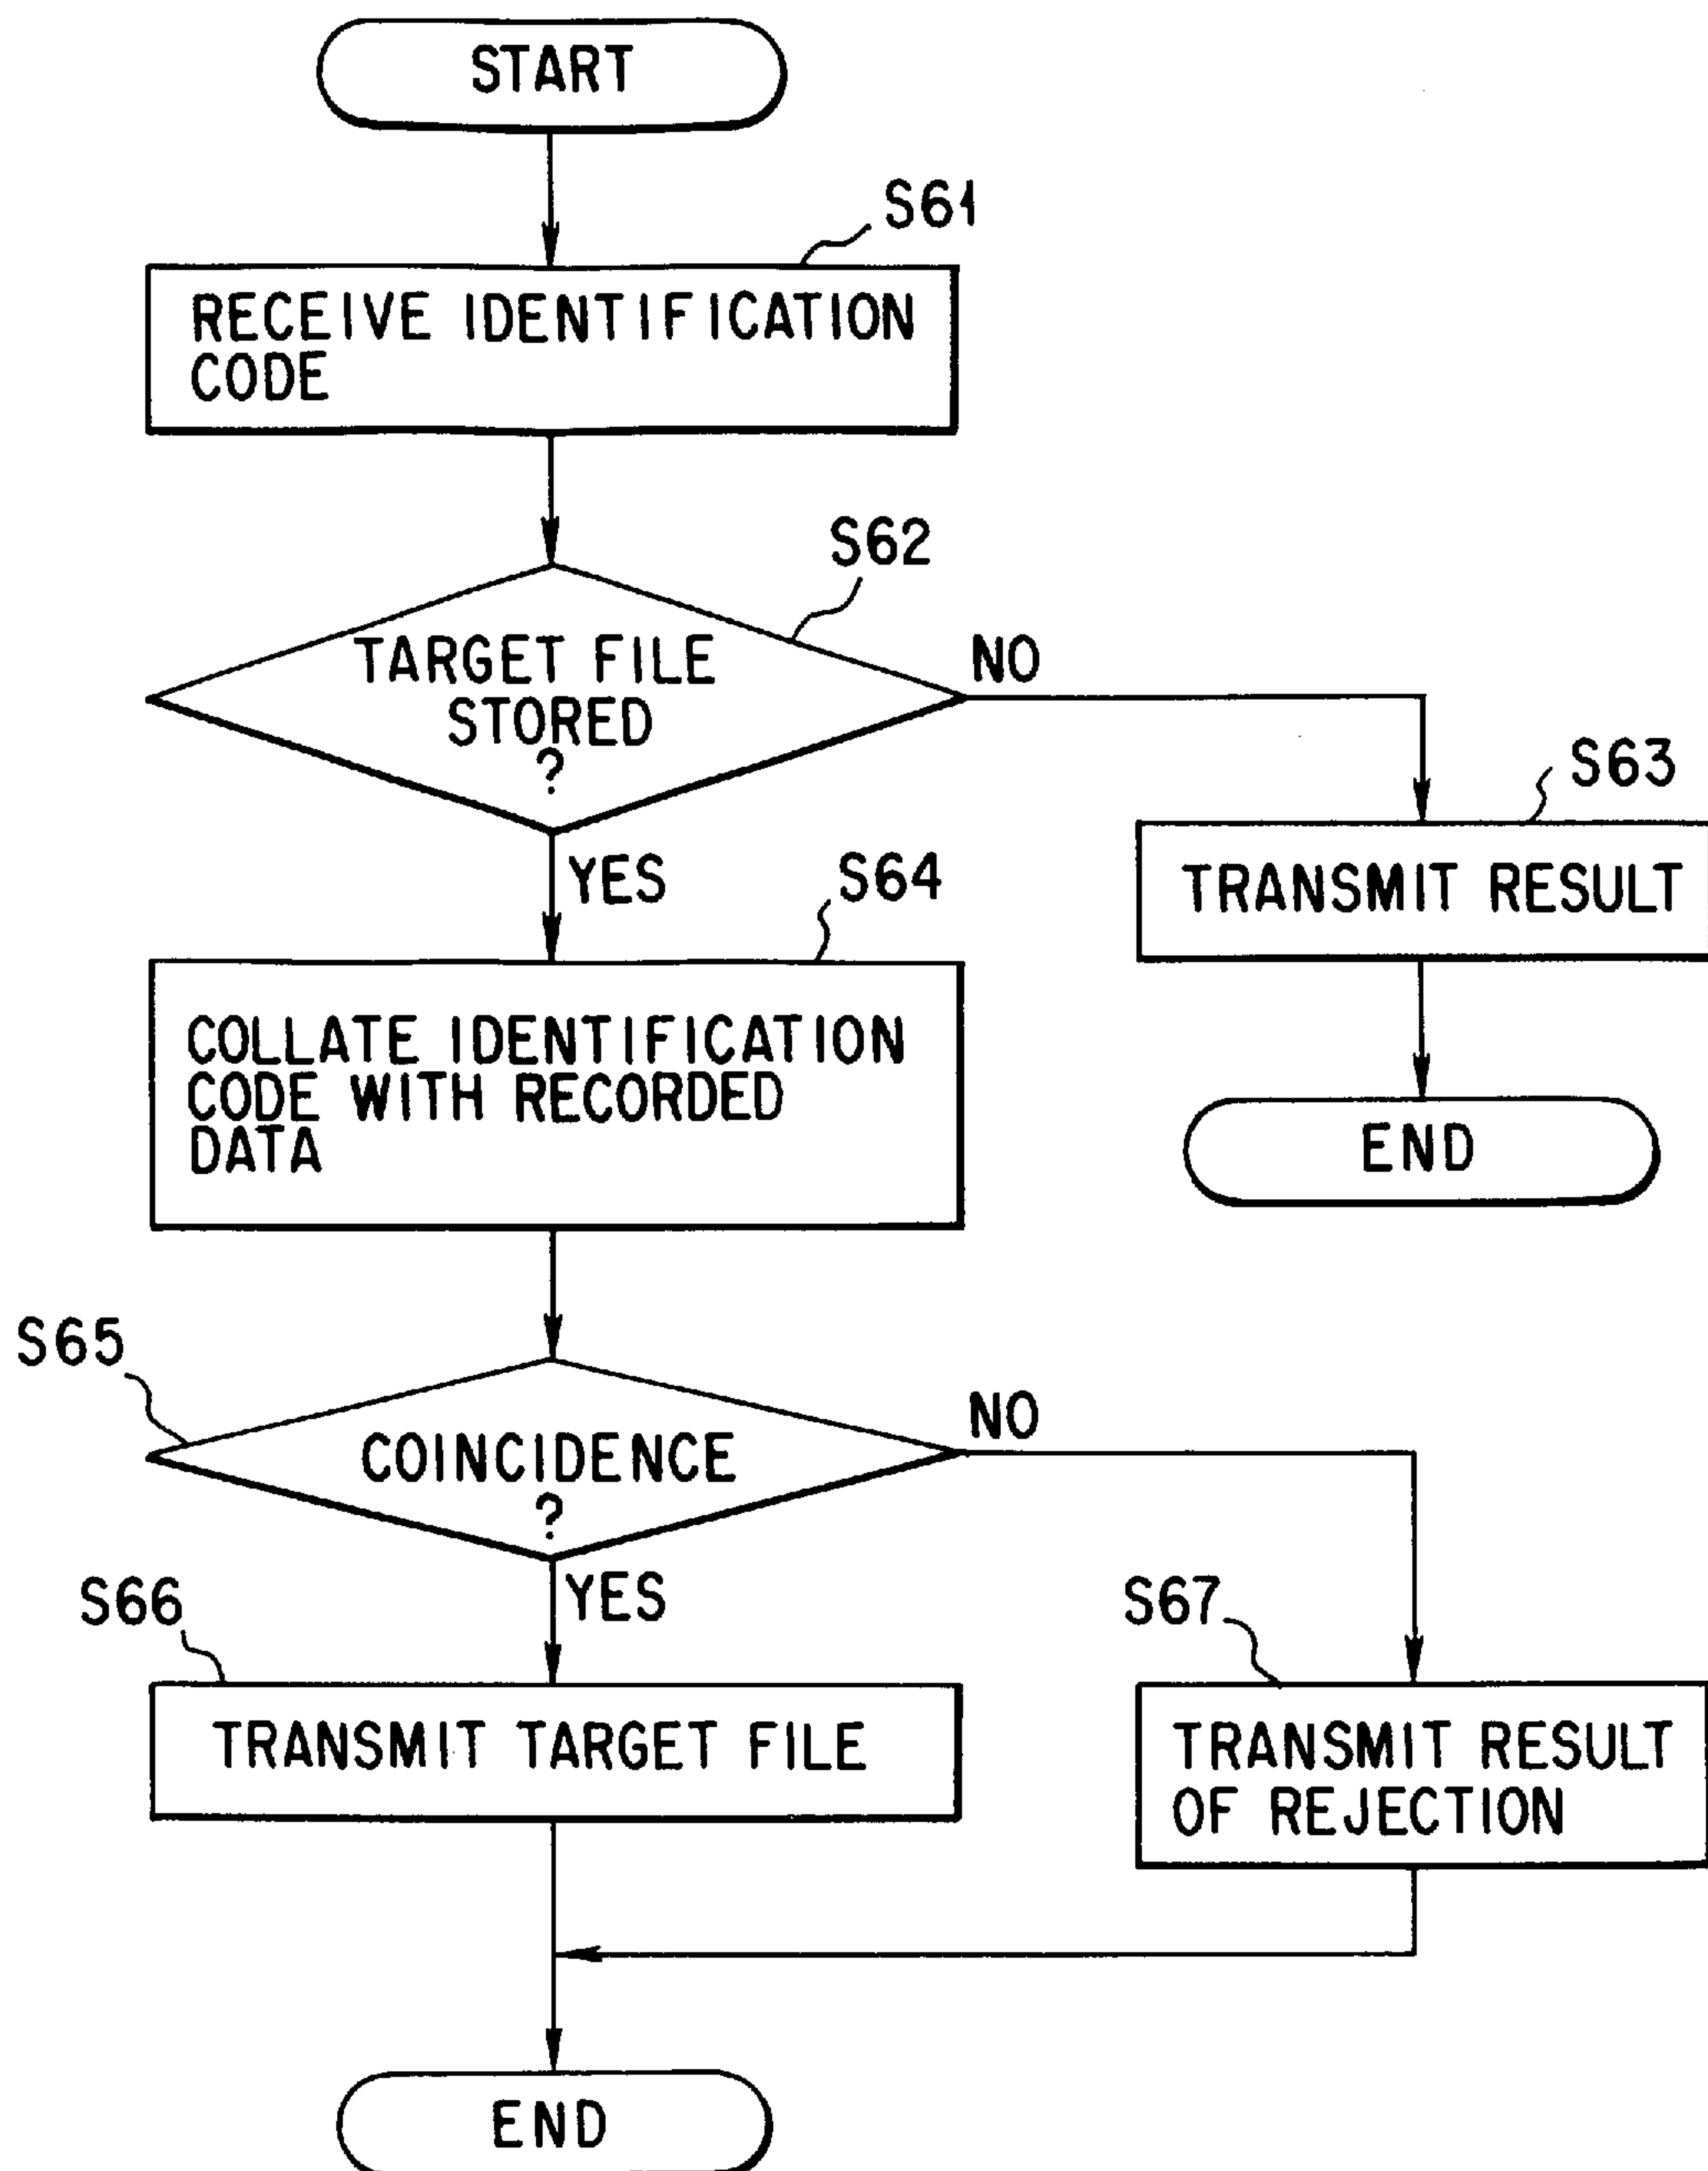 START
S61
RECEIVE IDENTIFICATION
CODE
S62
TARGET FILE
STORED
?
NO
YES
S63
TRANSMIT RESULT
END
S64
COLLATE IDENTIFICATION
CODE WITH RECORDED
DATA
S65
COINCIDENCE
?
NO
YES
S66
TRANSMIT TARGET FILE
S67
TRANSMIT RESULT
OF REJECTION
END